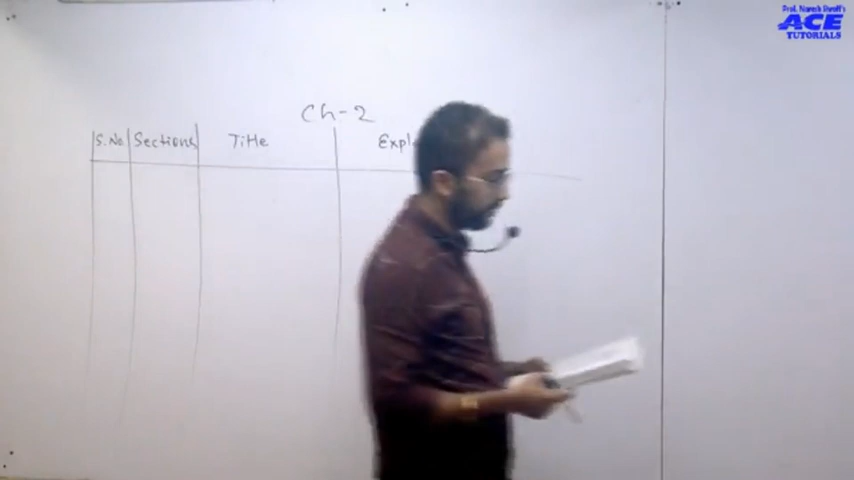 Prof. Naresh Shroff's
ACE
TUTORIALS
Ch-2
S.No. Sections Title Expl